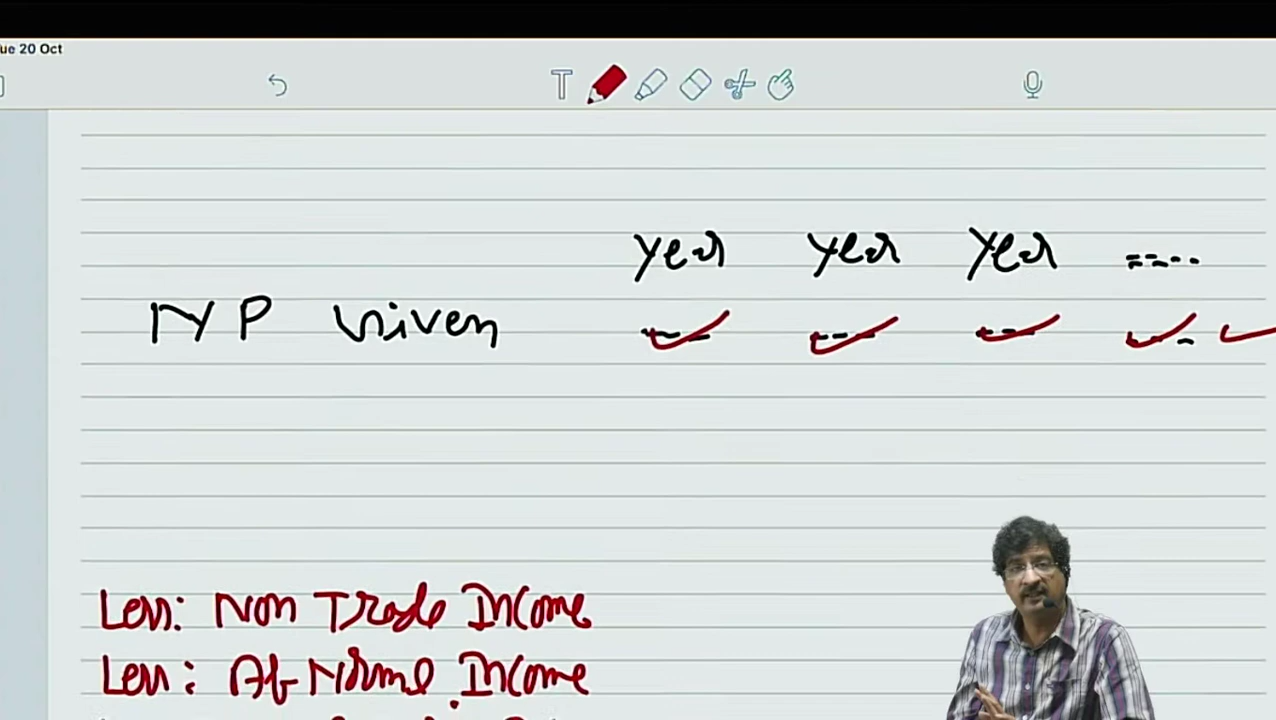 ue 20 Oct
T
Year Year Year
NP Given
Less: Non Trade Income
Less: Ab Normal Income